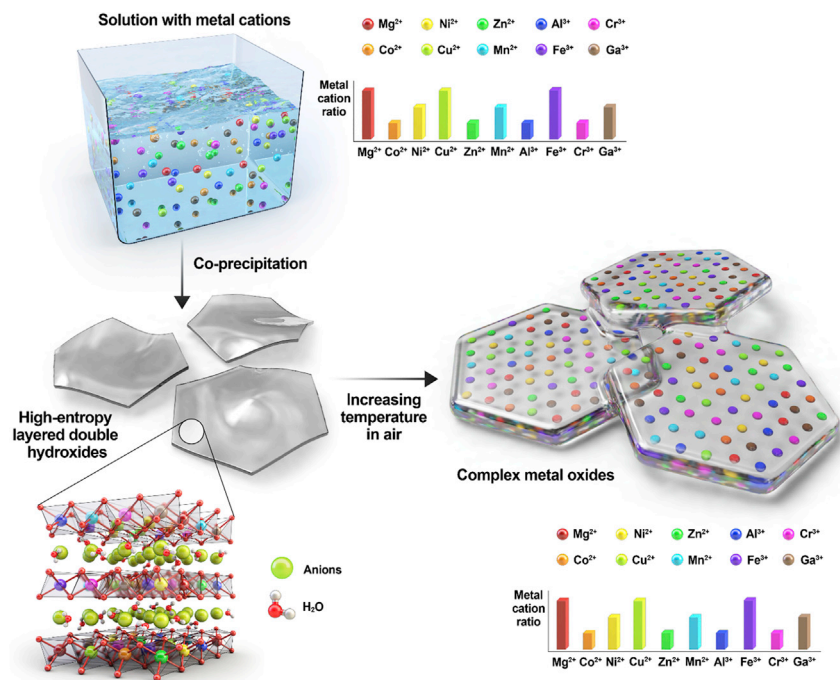 Solution with metal cations
Mg²⁺ Ni²⁺ Zn²⁺ Al³⁺ Cr³⁺
Co²⁺ Cu²⁺ Mn²⁺ Fe³⁺ Ga³⁺
Metal
cation
ratio
Mg²⁺ Co²⁺ Ni²⁺ Cu²⁺ Zn²⁺ Mn²⁺ Al³⁺ Fe³⁺ Cr³⁺ Ga³⁺
Co-precipitation
High-entropy
layered double
hydroxides
Increasing
temperature
in air
Complex metal oxides
Anions
H₂O
Mg²⁺ Ni²⁺ Zn²⁺ Al³⁺ Cr³⁺
Co²⁺ Cu²⁺ Mn²⁺ Fe³⁺ Ga³⁺
Metal
cation
ratio
Mg²⁺ Co²⁺ Ni²⁺ Cu²⁺ Zn²⁺ Mn²⁺ Al³⁺ Fe³⁺ Cr³⁺ Ga³⁺